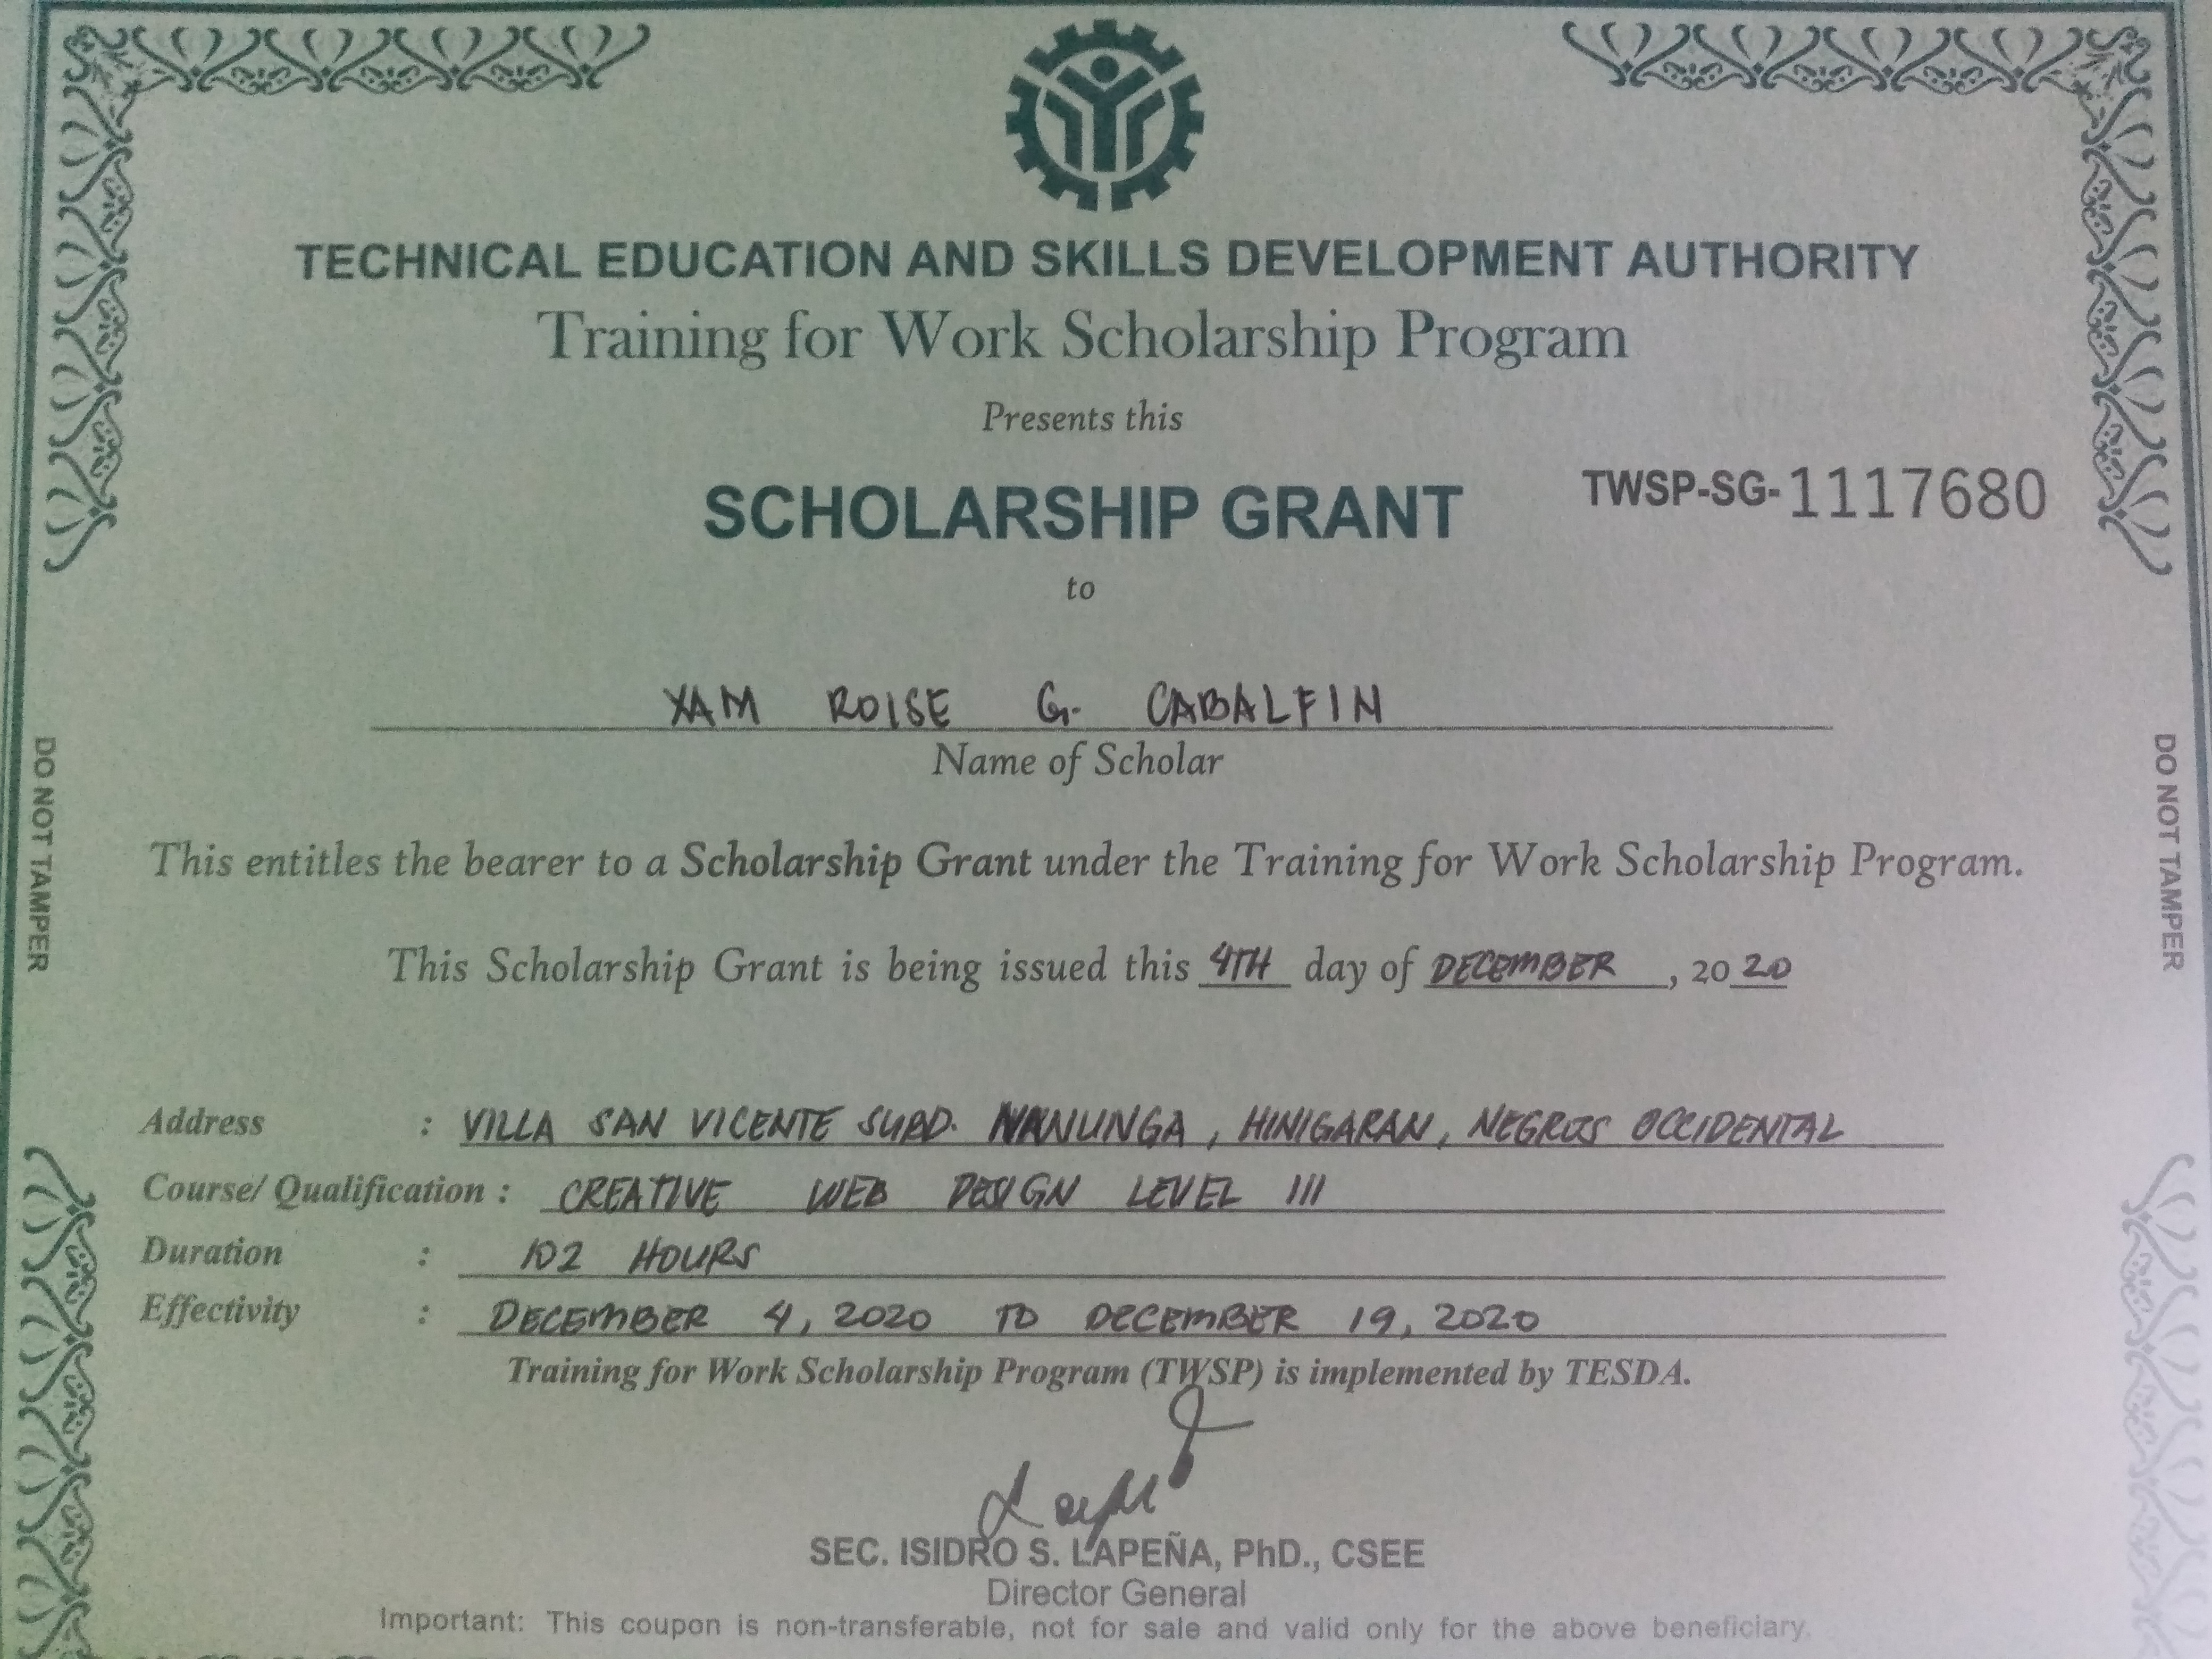 TECHNICAL EDUCATION AND SKILLS DEVELOPMENT AUTHORITY
Training for Work Scholarship Program
Presents this
SCHOLARSHIP GRANT
TWSP-SG-1117680
to
XAM ROISE G. CABALFIN
Name of Scholar
This entitles the bearer to a Scholarship Grant under the Training for Work Scholarship Program.
This Scholarship Grant is being issued this 4TH day of DECEMBER, 2020
Address : VILLA SAN VICENTE SUBD. NANUNGA, HINIGARAN, NEGROS OCCIDENTAL
Course/ Qualification : CREATIVE WEB DESIGN LEVEL III
Duration : 102 HOURS
Effectivity : DECEMBER 4, 2020 TO DECEMBER 19, 2020
Training for Work Scholarship Program (TWSP) is implemented by TESDA.
SEC. ISIDRO S. LAPEÑA, PhD., CSEE
Director General
Important: This coupon is non-transferable, not for sale and valid only for the above beneficiary.
DO NOT TAMPER
DO NOT TAMPER